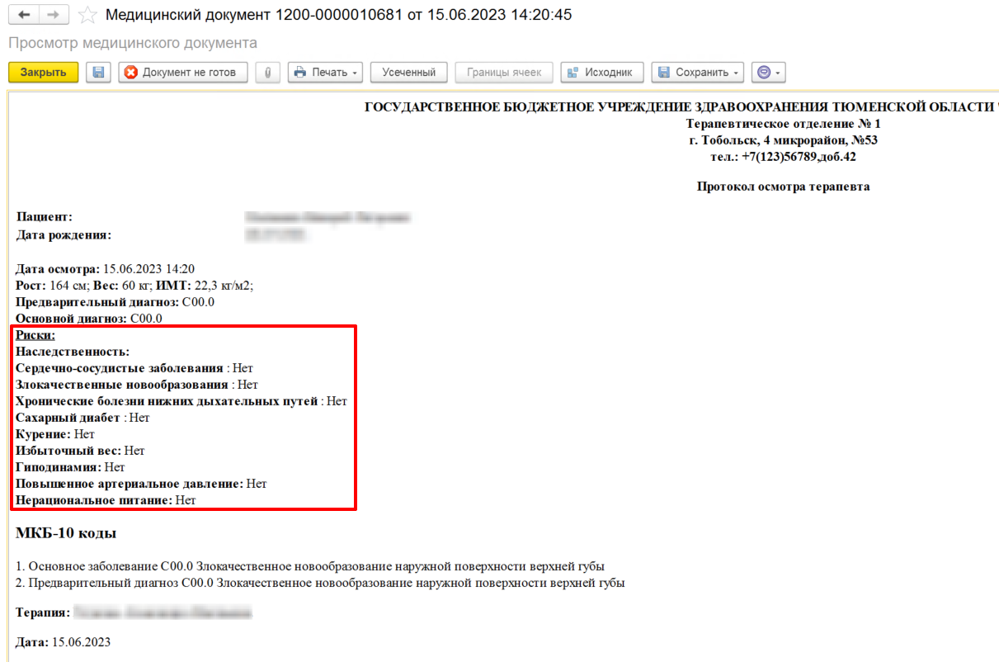 Медицинский документ 1200-0000010681 от 15.06.2023 14:20:45
Просмотр медицинского документа
Закрыть Документ не готов Печать Усеченный Границы ячеек Исходник Сохранить
ГОСУДАРСТВЕННОЕ БЮДЖЕТНОЕ УЧРЕЖДЕНИЕ ЗДРАВООХРАНЕНИЯ ТЮМЕНСКОЙ ОБЛАСТИ "
Терапевтическое отделение № 1
г. Тобольск, 4 микрорайон, №53
тел.: +7(123)56789,доб.42
Протокол осмотра терапевта
Пациент:
Дата рождения:
Дата осмотра: 15.06.2023 14:20
Рост: 164 см; Вес: 60 кг; ИМТ: 22,3 кг/м2;
Предварительный диагноз: C00.0
Основной диагноз: C00.0
Риски:
Наследственность:
Сердечно-сосудистые заболевания : Нет
Злокачественные новообразования : Нет
Хронические болезни нижних дыхательных путей : Нет
Сахарный диабет : Нет
Курение: Нет
Избыточный вес: Нет
Гиподинамия: Нет
Повышенное артериальное давление: Нет
Нерациональное питание: Нет
МКБ-10 коды
1. Основное заболевание C00.0 Злокачественное новообразование наружной поверхности верхней губы
2. Предварительный диагноз C00.0 Злокачественное новообразование наружной поверхности верхней губы
Терапия:
Дата: 15.06.2023